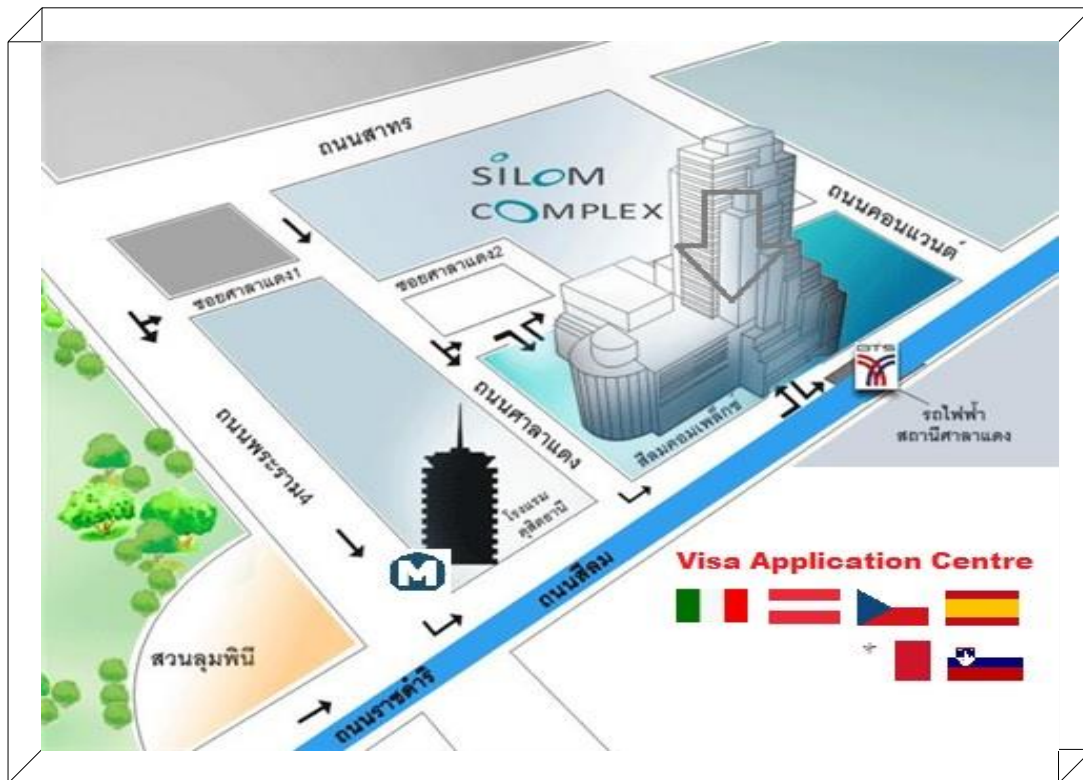 ถนนสาทร
SILOM
COMPLEX
ถนนคอนแวนต์
ซอยศาลาแดง1
ซอยศาลาแดง2
BTS
รถไฟฟ้า
สถานีศาลาแดง
สีลมคอมเพล็กซ์
ถนนศาลาแดง
ถนนพระราม4
โรงแรม
ดุสิตธานี
M
ถนนสีลม
Visa Application Centre
สวนลุมพินี
ถนนราชดำริ